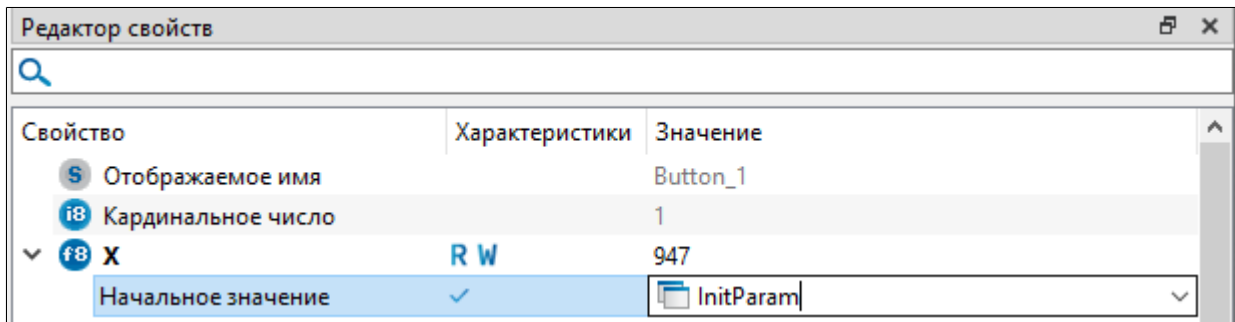 Редактор свойств
Свойство Характеристики Значение
S Отображаемое имя Button_1
i8 Кардинальное число 1
f8 X R W 947
Начальное значение InitParam